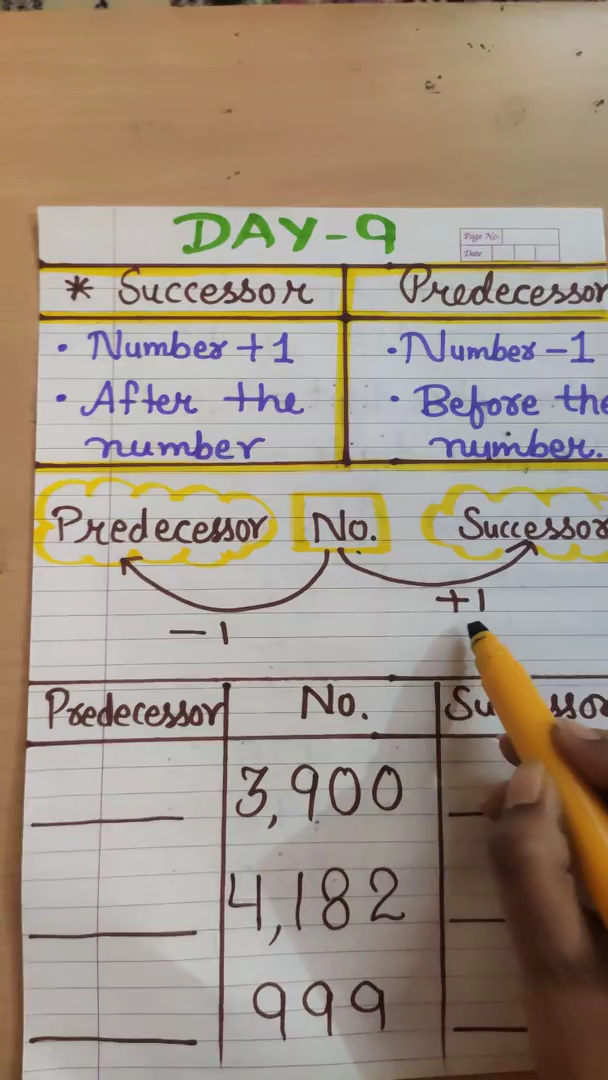 DAY-9
Page No.
Date
* Successor Predecessor
• Number +1 • Number -1
• After the • Before the
number number.
Predecessor No. Successor
-1 +1
Predecessor No.
3,900
4,182
999